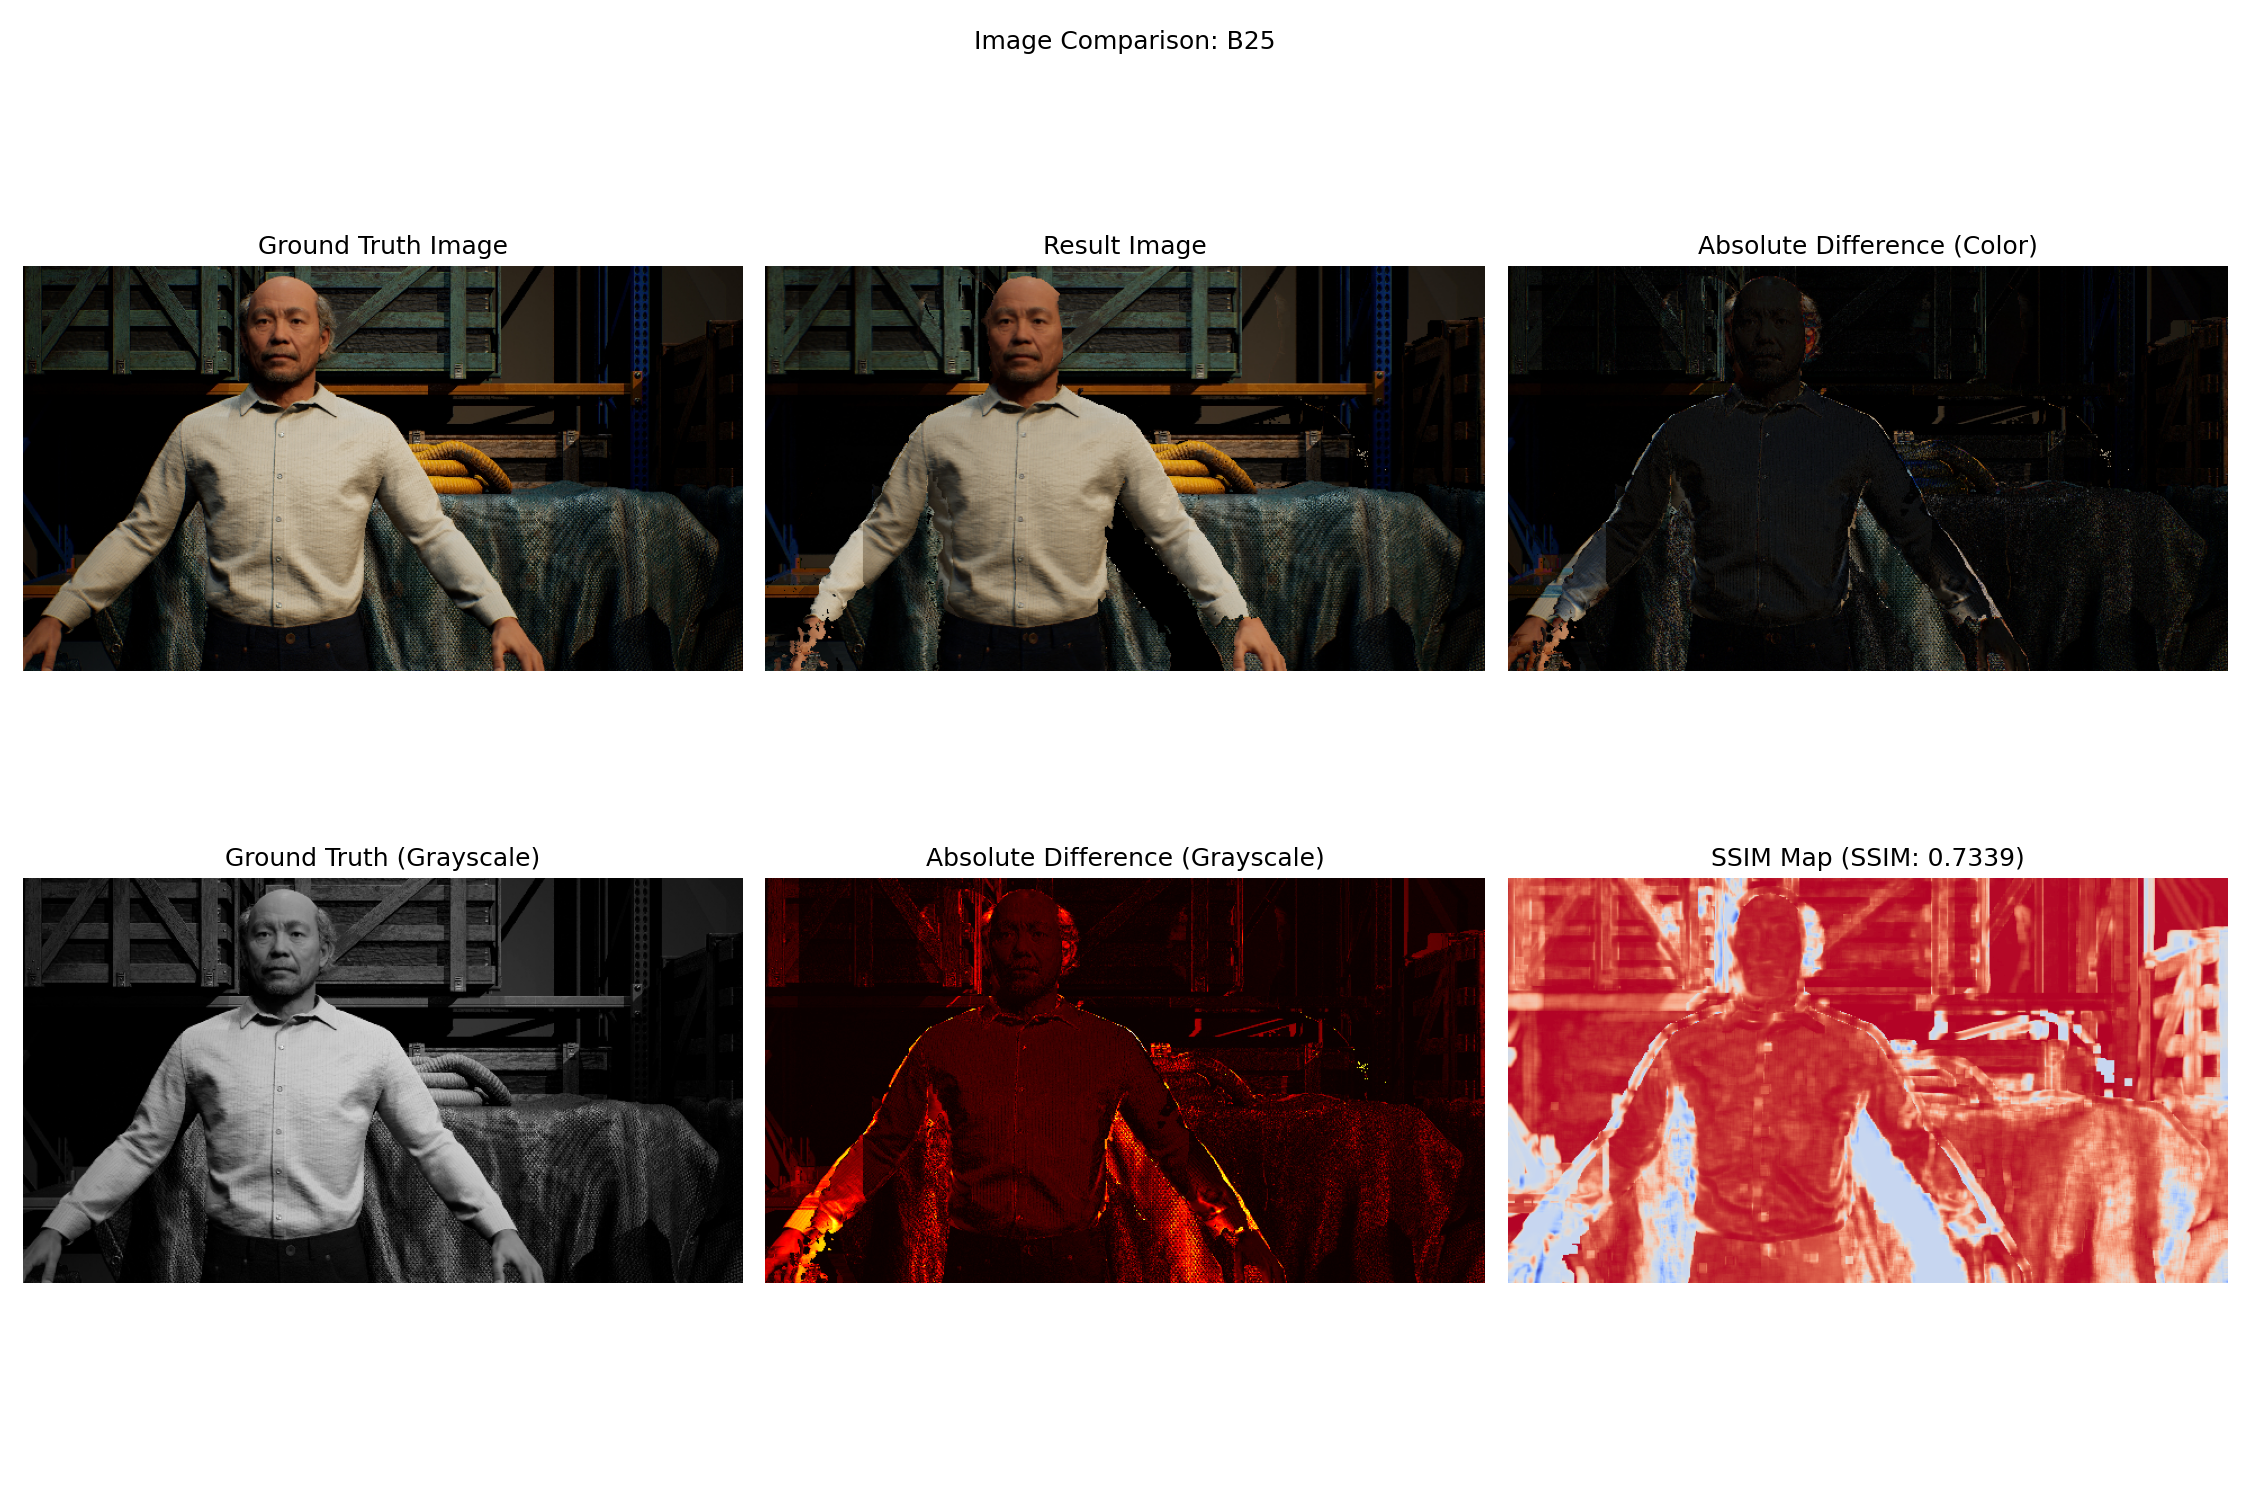 Image Comparison: B25
Ground Truth Image
Result Image
Absolute Difference (Color)
Ground Truth (Grayscale)
Absolute Difference (Grayscale)
SSIM Map (SSIM: 0.7339)